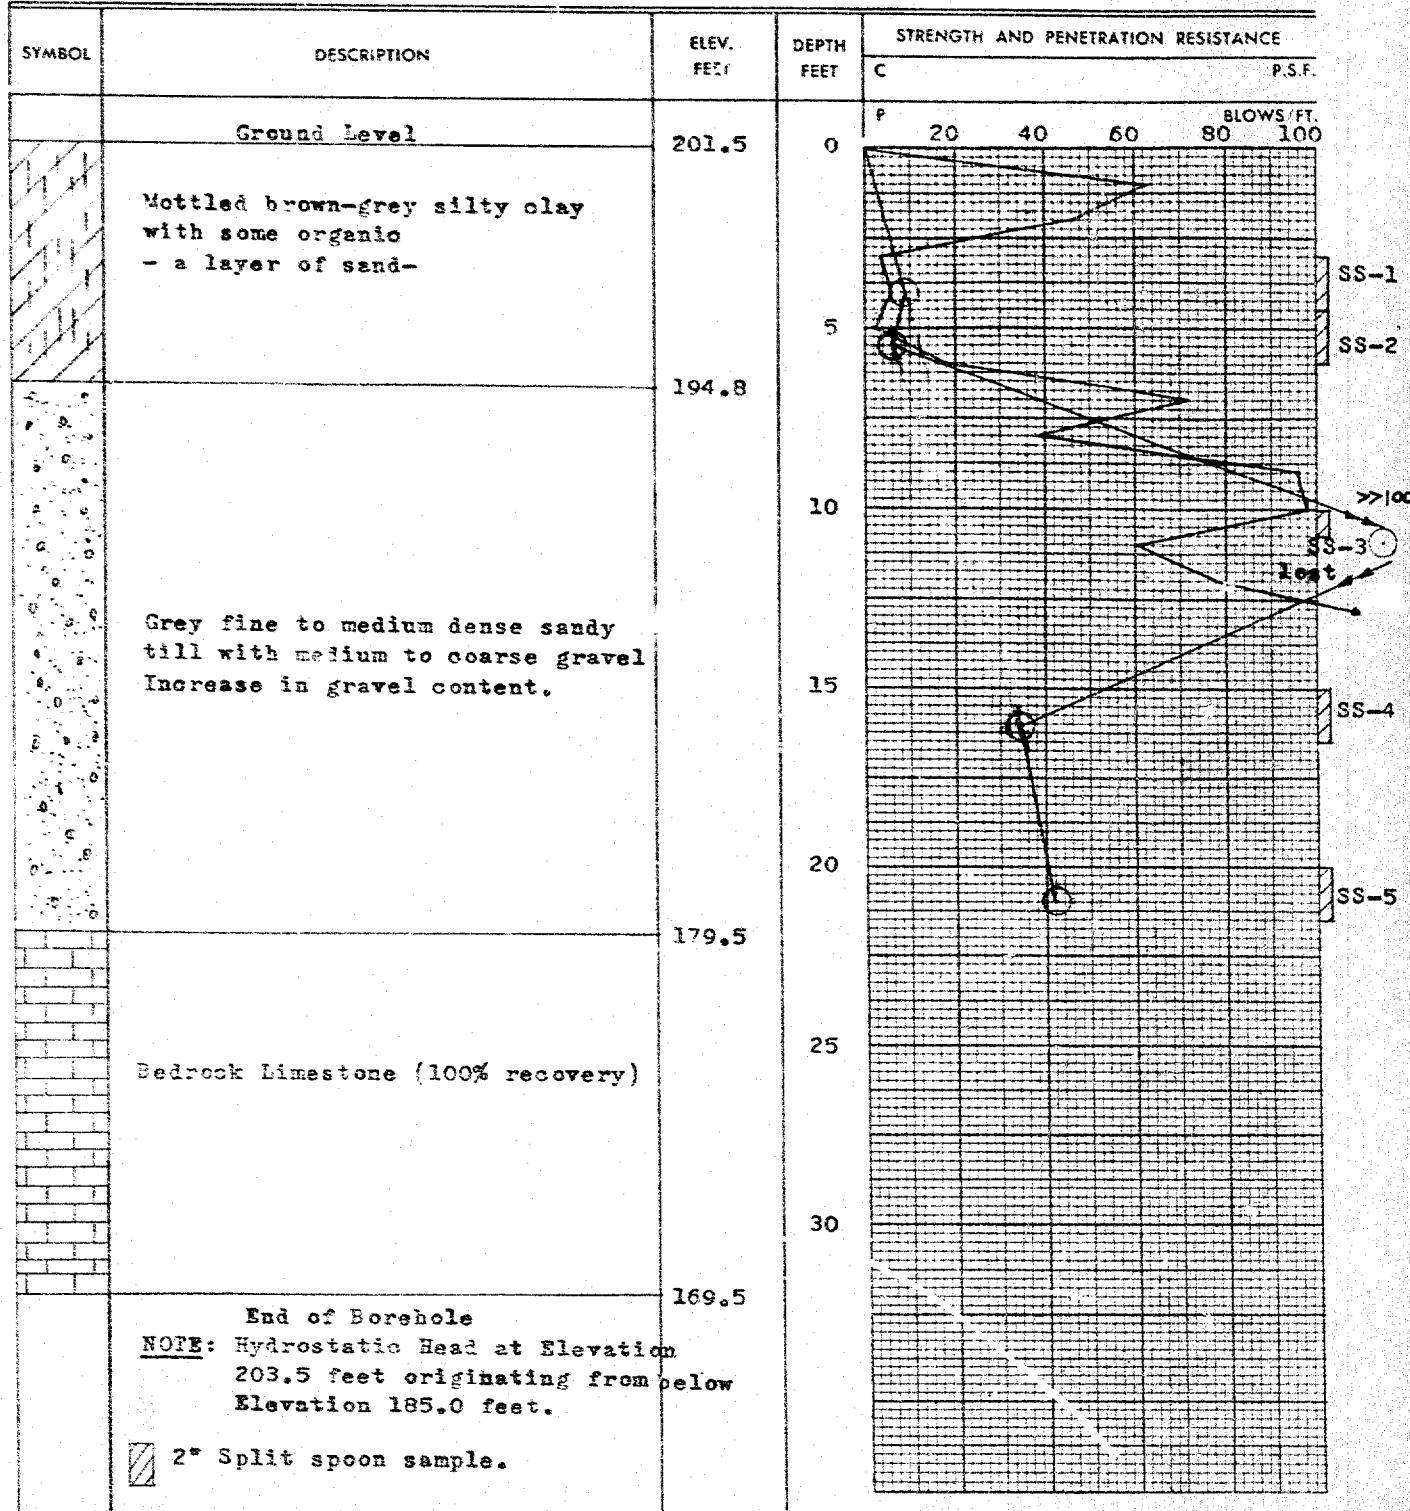 SYMBOL DESCRIPTION ELEV. FEET DEPTH FEET STRENGTH AND PENETRATION RESISTANCE
C P.S.F.
P BLOWS/FT.
20 40 60 80 100
Ground Level 201.5 0
Mottled brown-grey silty clay
with some organic
- a layer of sand-
SS-1
5
SS-2
194.8
>>100
10
SS-3
lost
Grey fine to medium dense sandy
till with medium to coarse gravel
Increase in gravel content.
15
SS-4
20
SS-5
179.5
25
Bedrock Limestone (100% recovery)
30
169.5
End of Borehole
NOTE: Hydrostatic Head at Elevation
203.5 feet originating from below
Elevation 185.0 feet.
2" Split spoon sample.